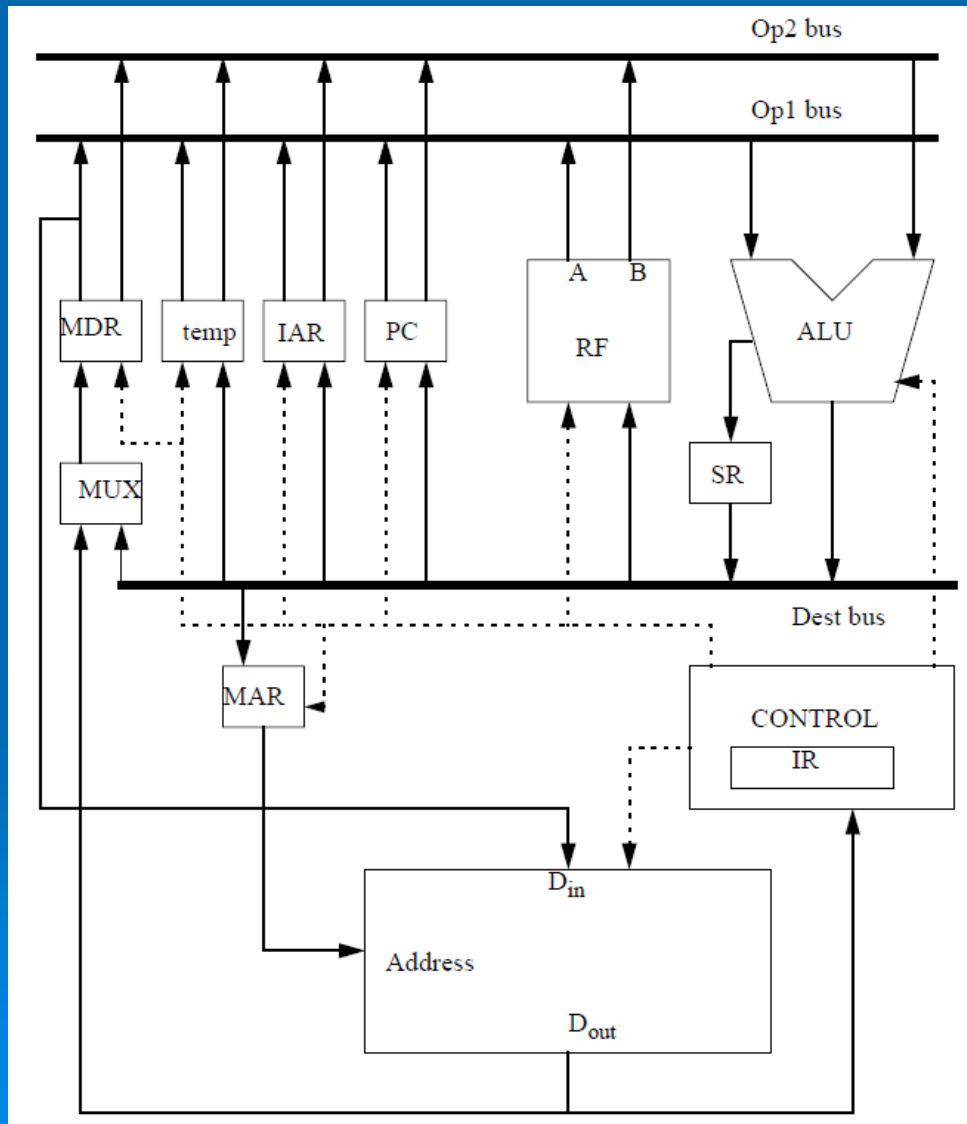 Op2 bus
Op1 bus
A B
MDR
temp
IAR
PC
RF
ALU
MUX
SR
Dest bus
MAR
CONTROL
IR
Din
Address
Dout